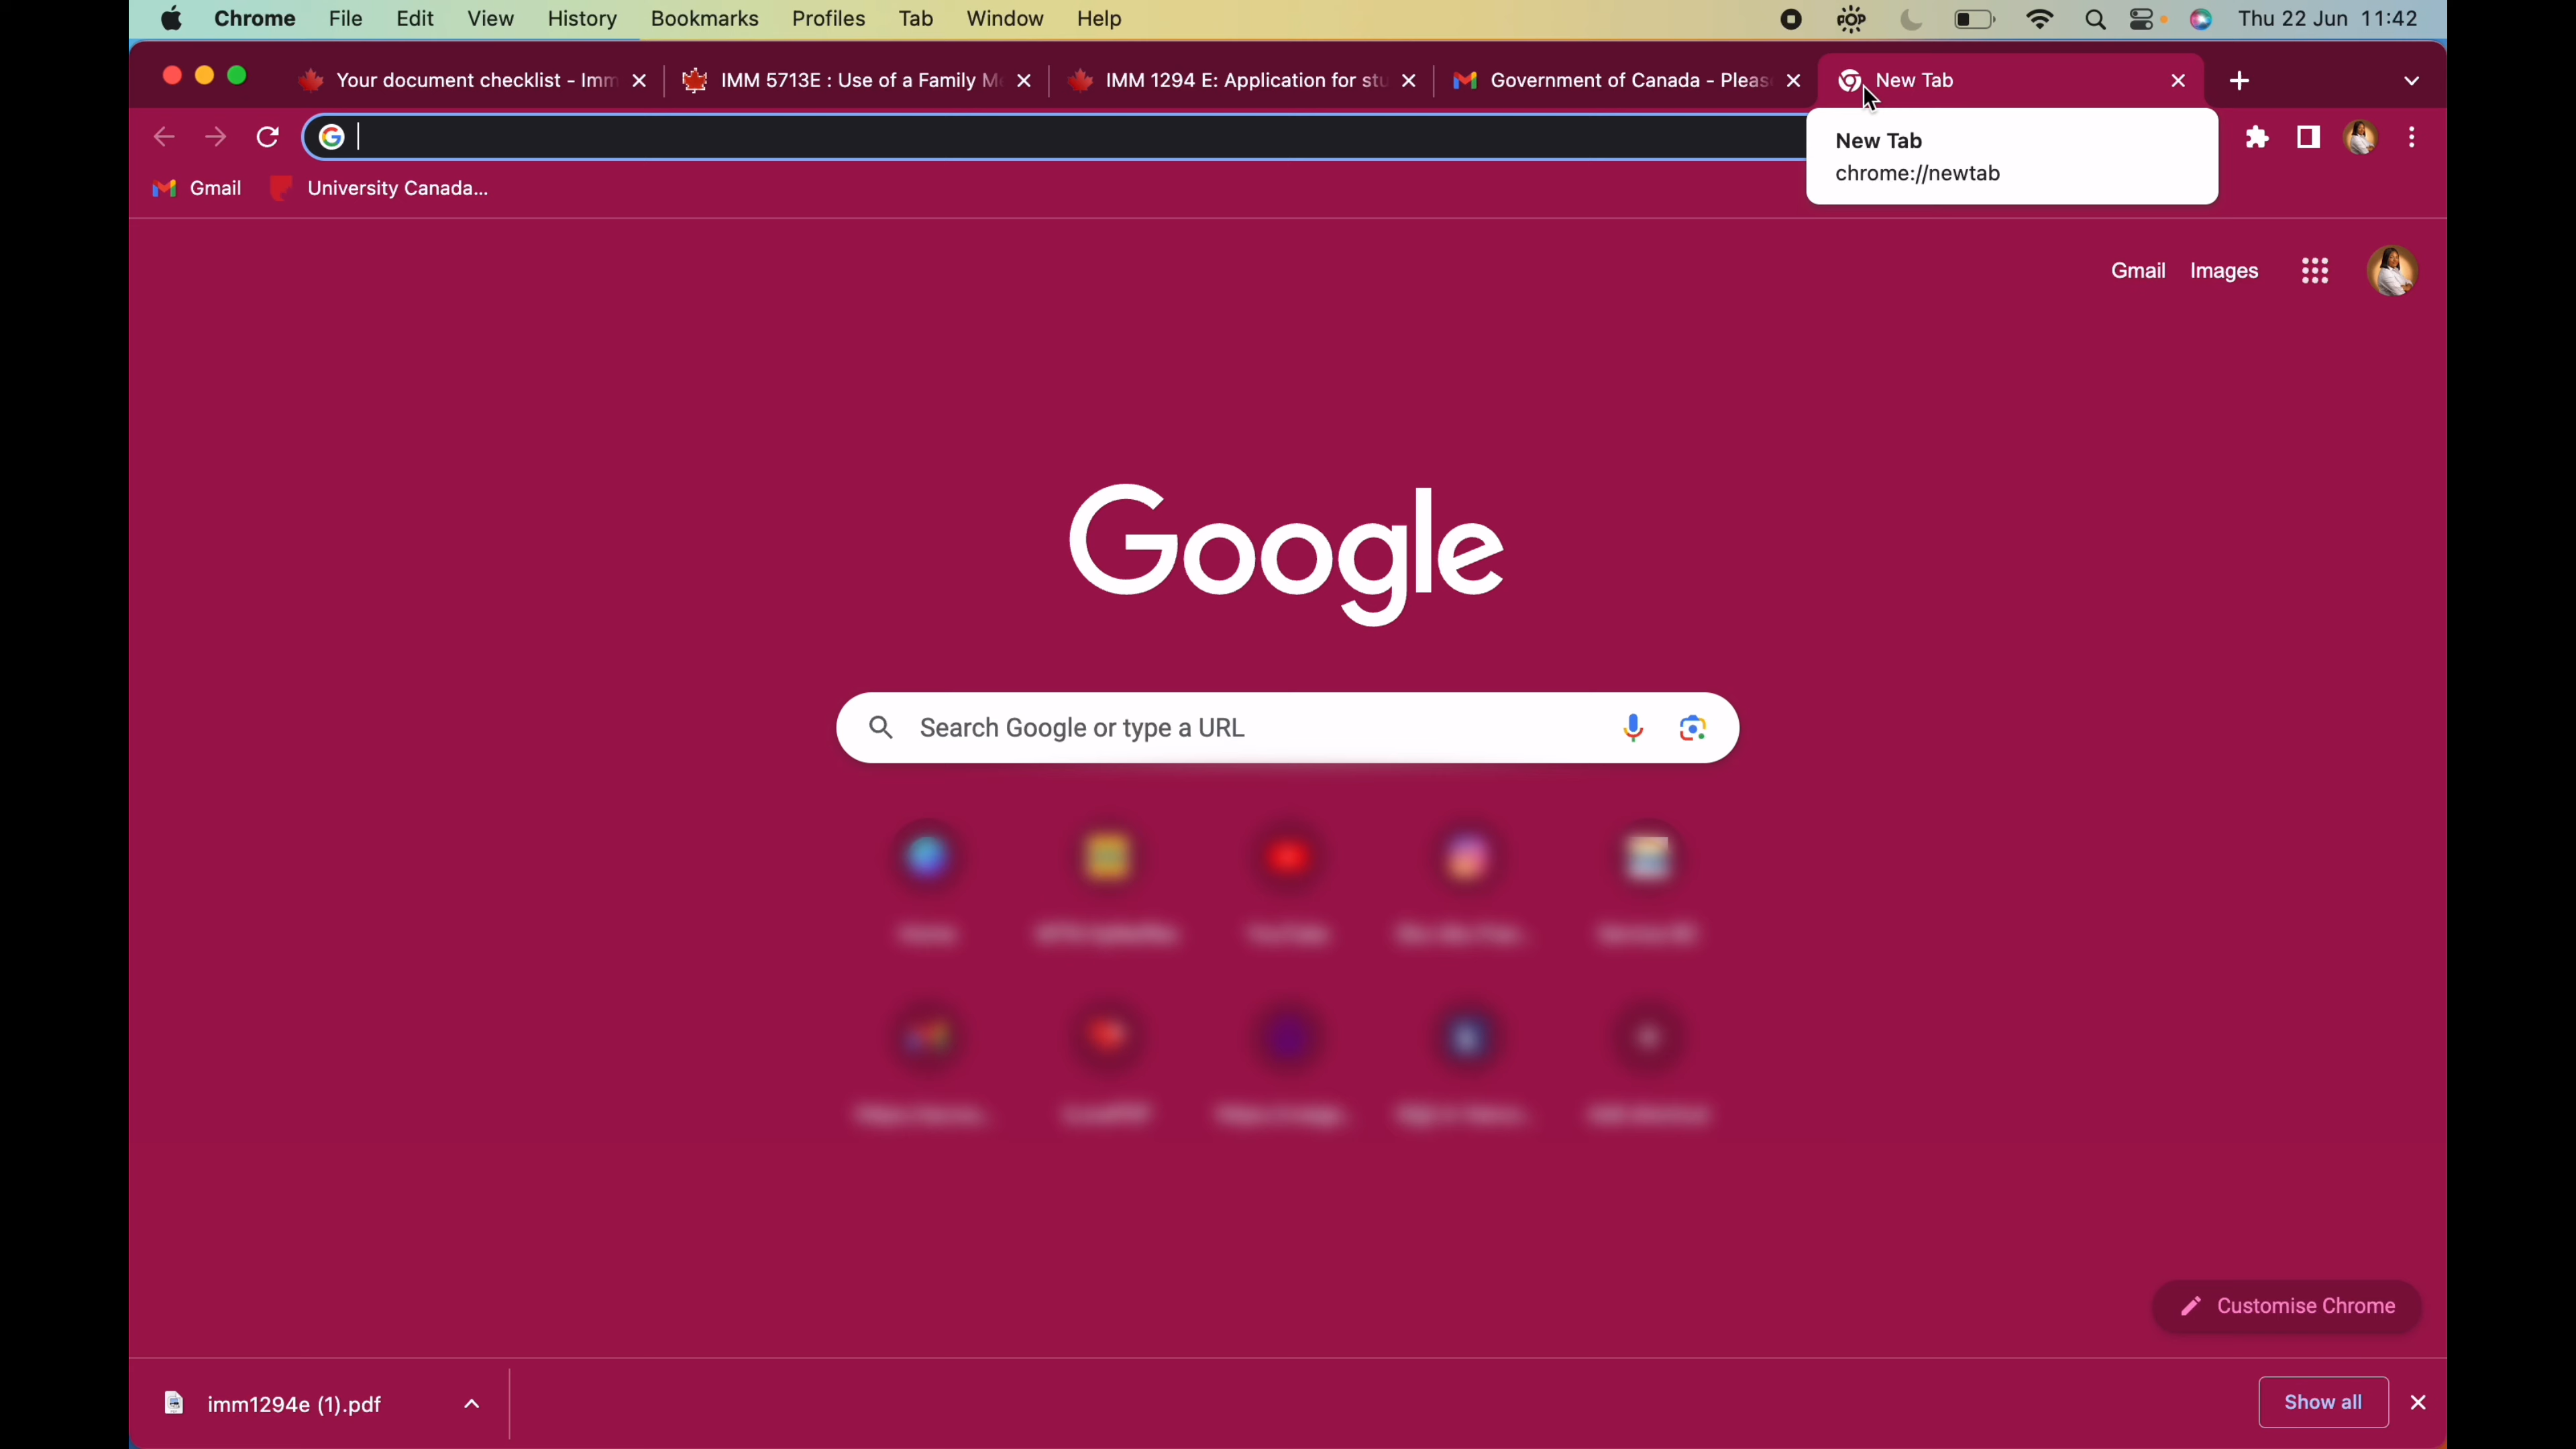 Chrome File Edit View History Bookmarks Profiles Tab Window Help POP Thu 22 Jun 11:42
Your document checklist - Imm IMM 5713E : Use of a Family M IMM 1294 E: Application for stu Government of Canada - Pleas New Tab
New Tab
chrome://newtab
Gmail University Canada...
Gmail Images
Google
Search Google or type a URL
YouTube
Customise Chrome
imm1294e (1).pdf Show all